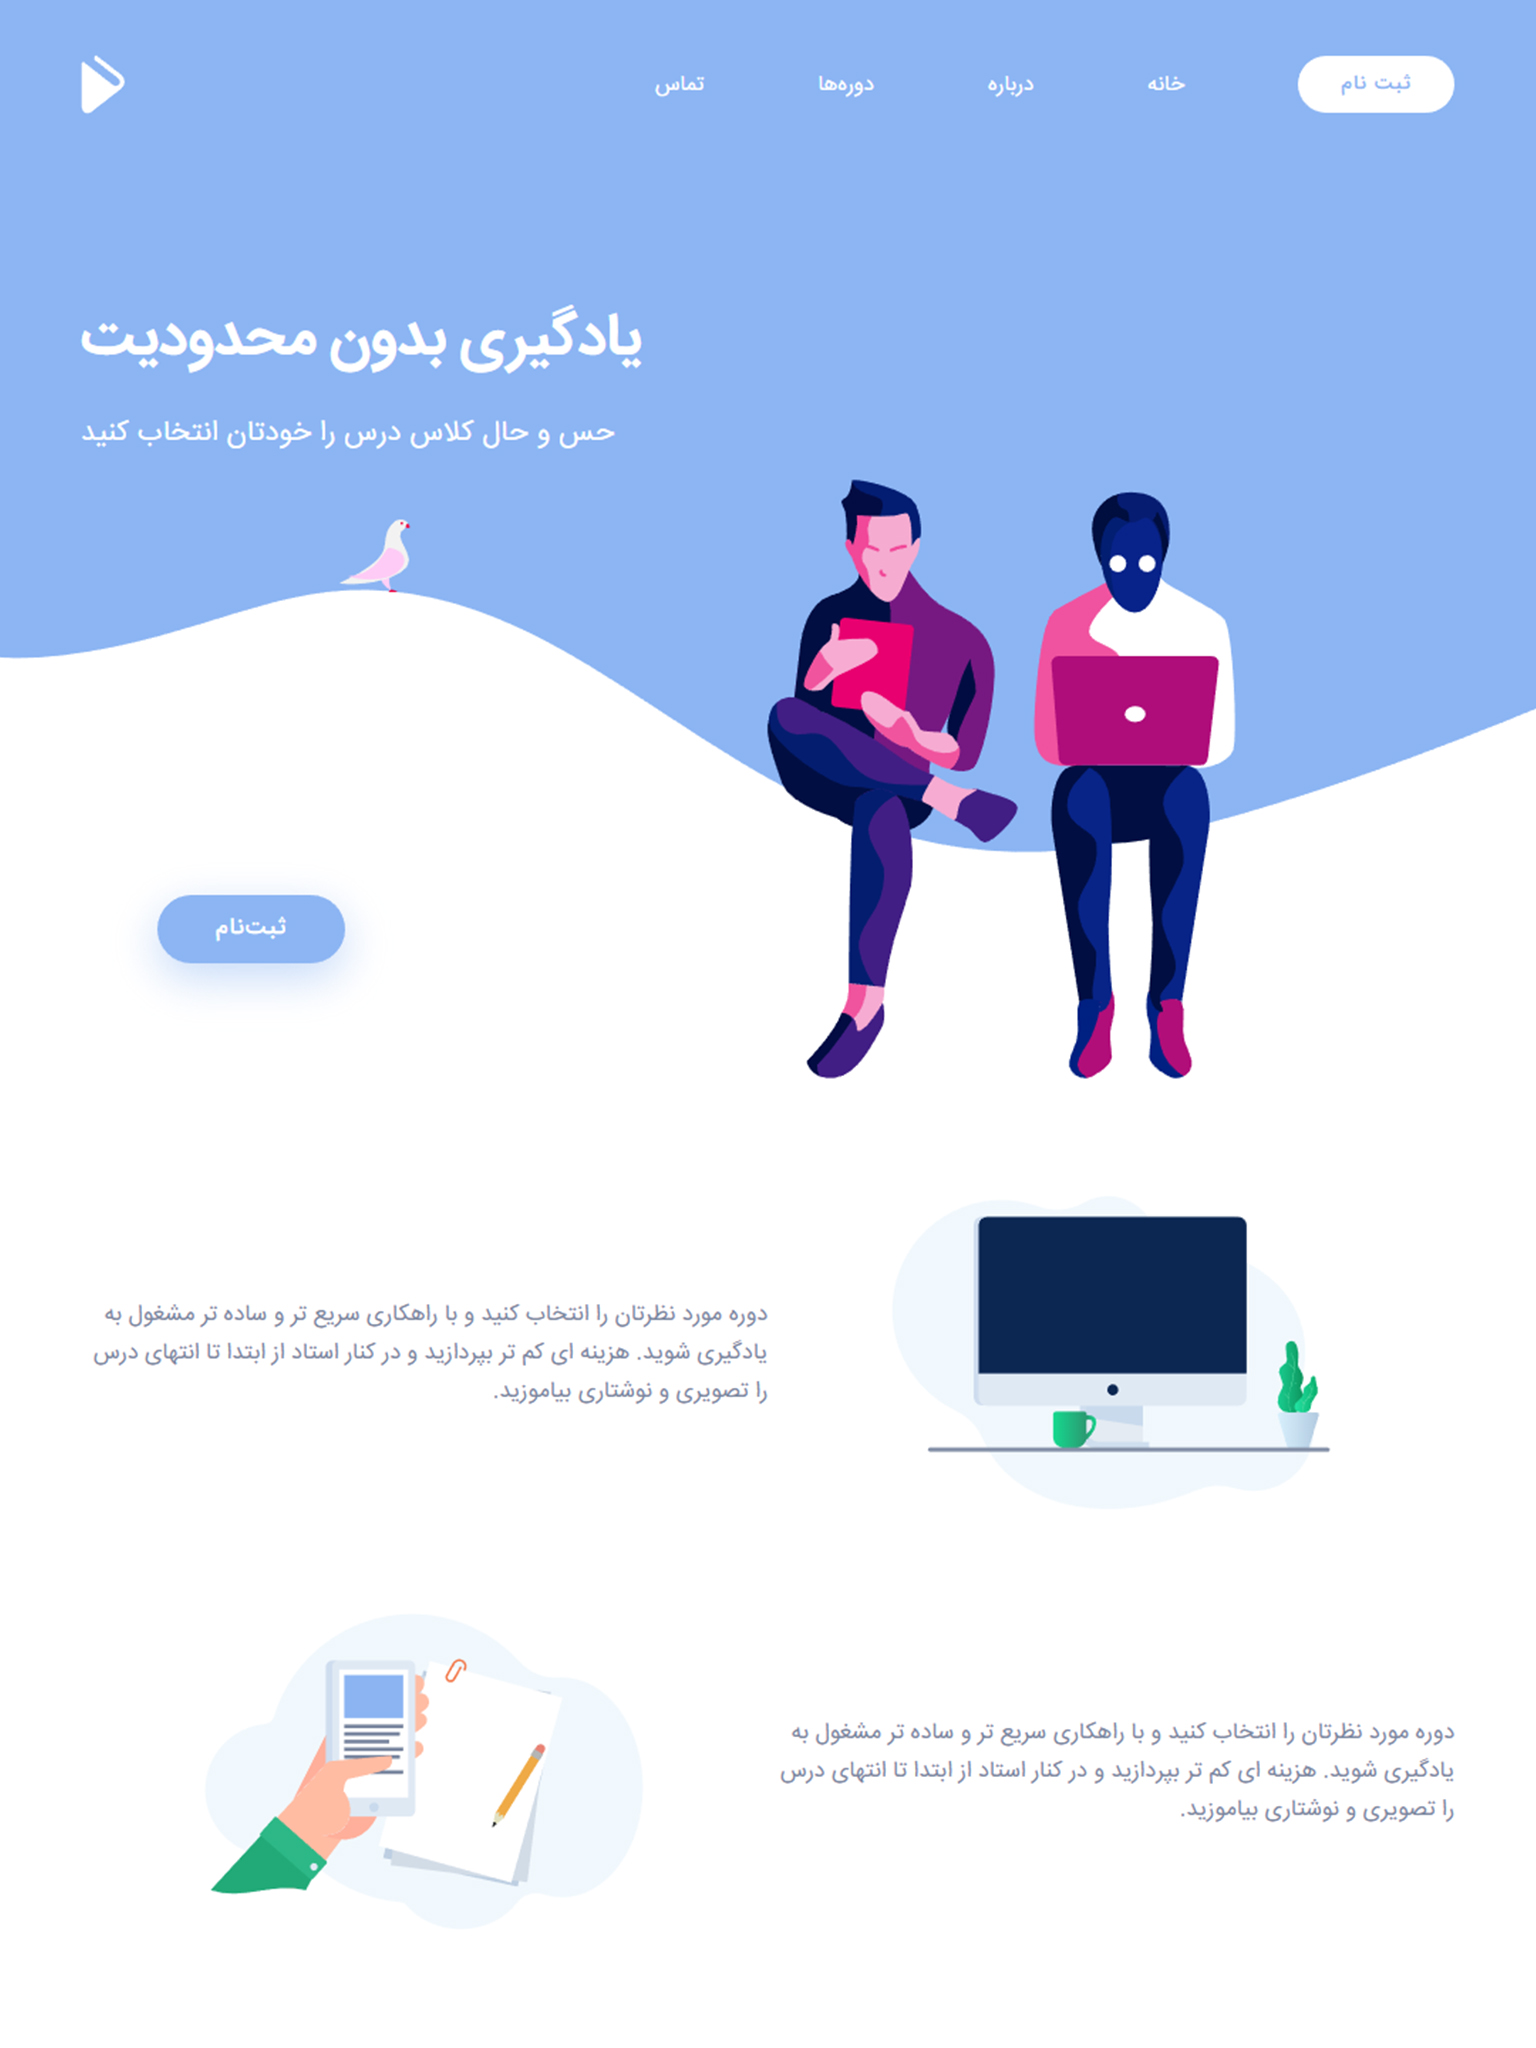 ثبت نام
خانه
درباره
دوره‌ها
تماس
یادگیری بدون محدودیت
حس و حال کلاس درس را خودتان انتخاب کنید
ثبت‌نام
دوره مورد نظرتان را انتخاب کنید و با راهکاری سریع تر و ساده تر مشغول به
یادگیری شوید. هزینه ای کم تر بپردازید و در کنار استاد از ابتدا تا انتهای درس
را تصویری و نوشتاری بیاموزید.
دوره مورد نظرتان را انتخاب کنید و با راهکاری سریع تر و ساده تر مشغول به
یادگیری شوید. هزینه ای کم تر بپردازید و در کنار استاد از ابتدا تا انتهای درس
را تصویری و نوشتاری بیاموزید.